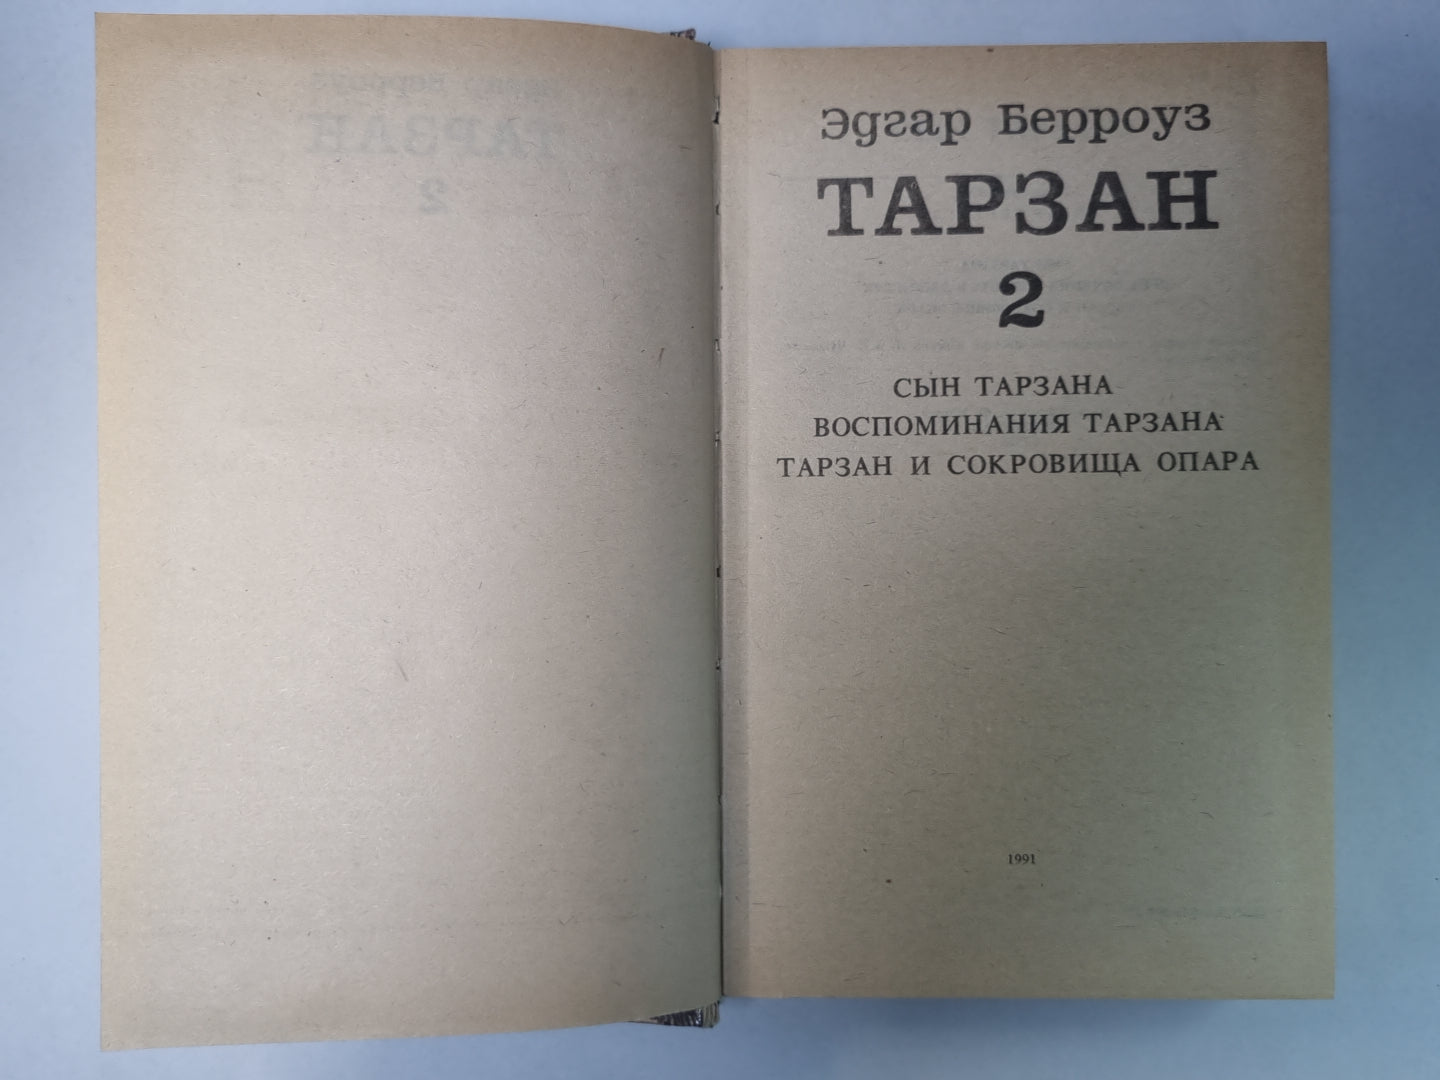 Эдгар Берроуз
ТАРЗАН
2
СЫН ТАРЗАНА
ВОСПОМИНАНИЯ ТАРЗАНА
ТАРЗАН И СОКРОВИЩА ОПАРА
1991